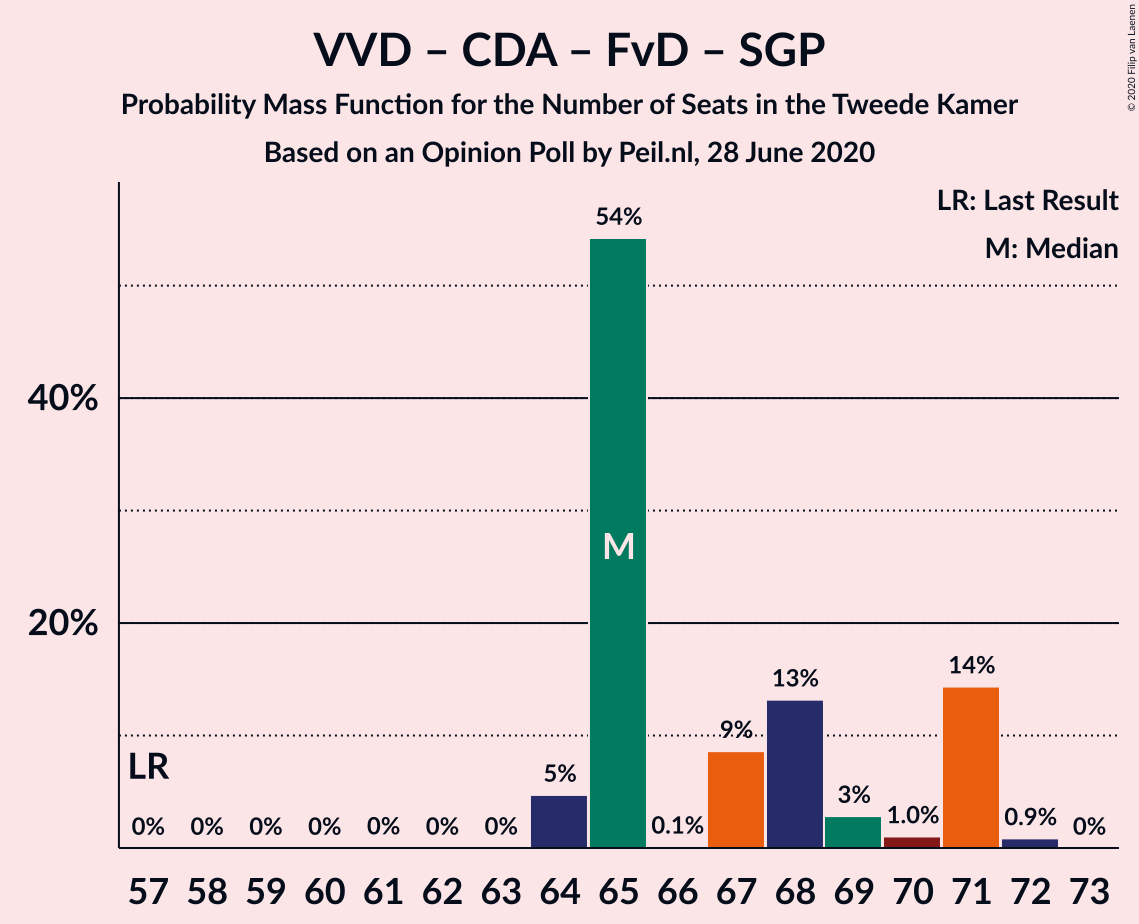 VVD – CDA – FvD – SGP
Probability Mass Function for the Number of Seats in the Tweede Kamer
Based on an Opinion Poll by Peil.nl, 28 June 2020
© 2020 Filip van Laenen
LR: Last Result
M: Median
40%
20%
LR
M
0% 0% 0% 0% 0% 0% 0% 5% 54% 0.1% 9% 13% 3% 1.0% 14% 0.9% 0%
57 58 59 60 61 62 63 64 65 66 67 68 69 70 71 72 73